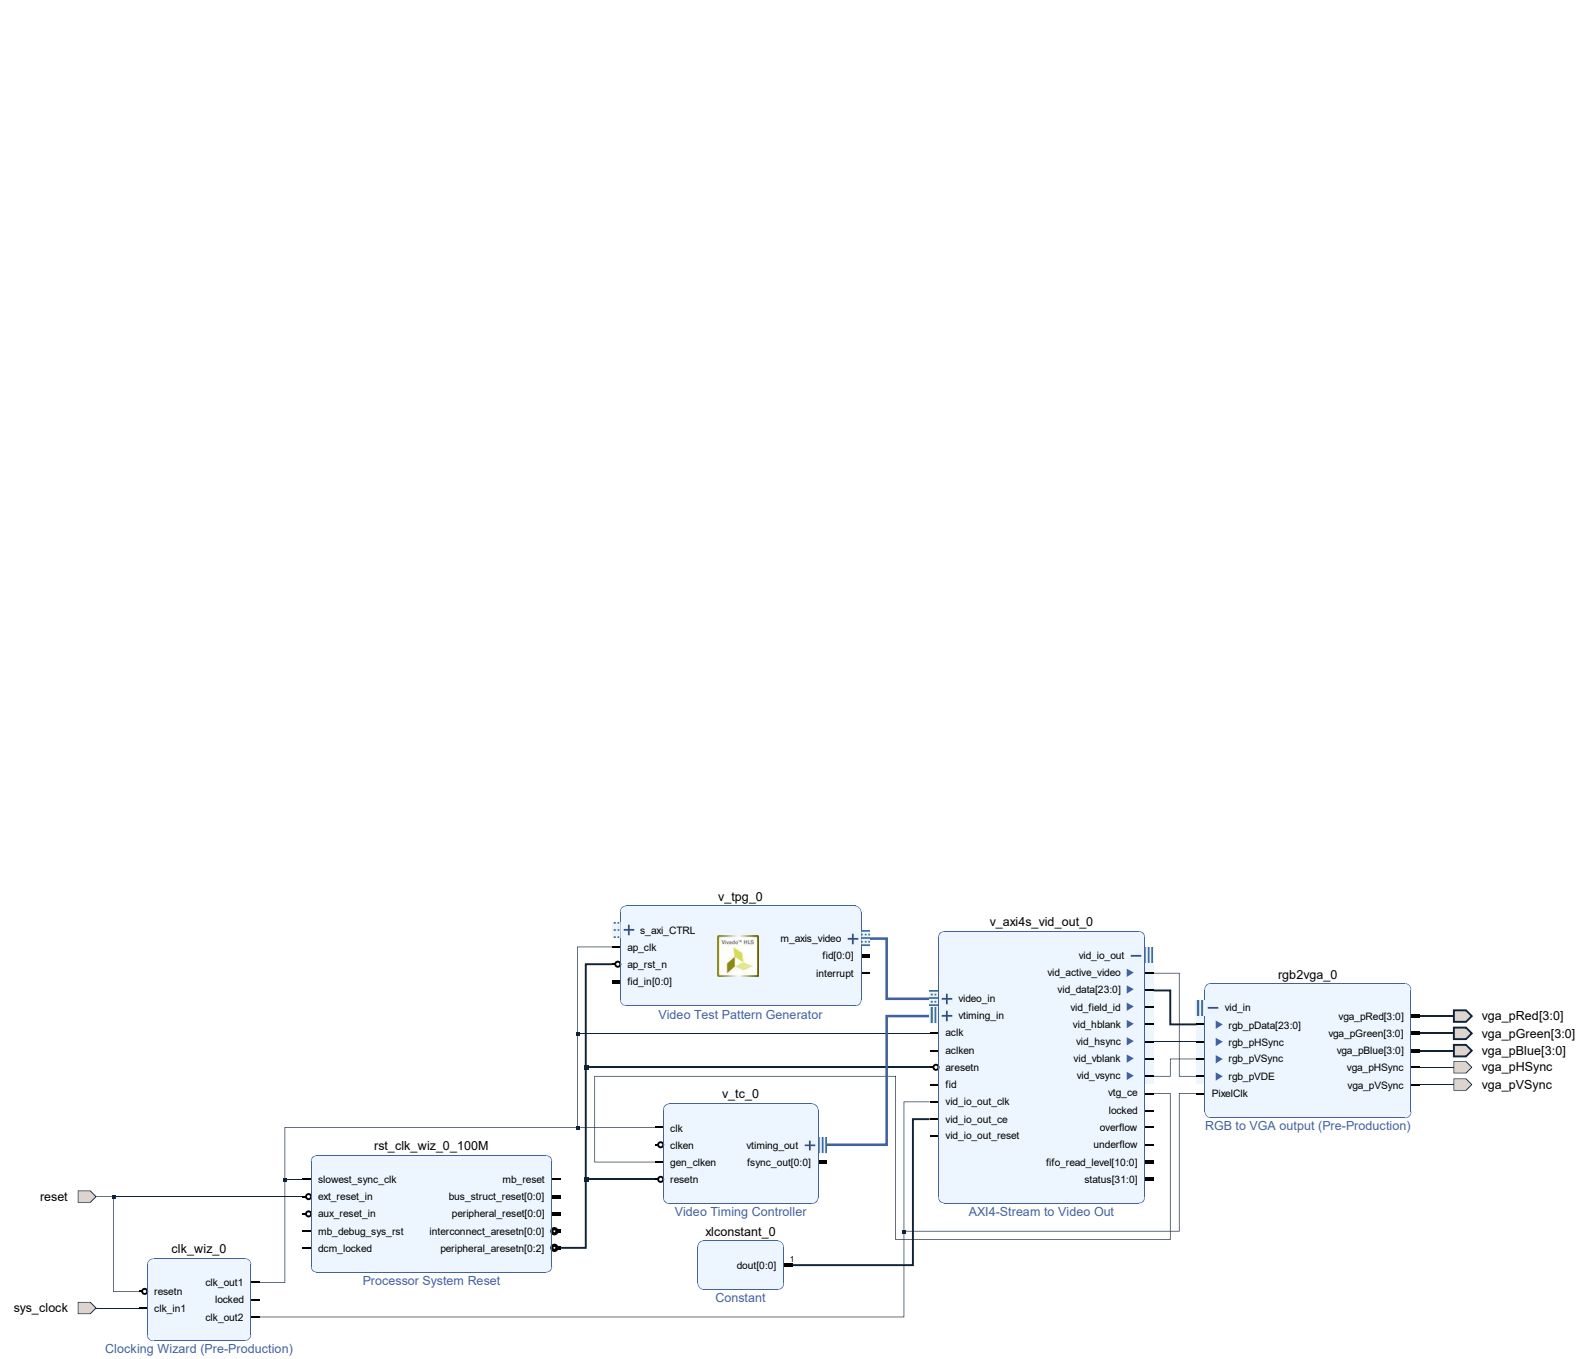 v_tpg_0
s_axi_CTRL
ap_clk
ap_rst_n
fid_in[0:0]
Vivado™ HLS
m_axis_video
fid[0:0]
interrupt
Video Test Pattern Generator
v_axi4s_vid_out_0
video_in
vtiming_in
aclk
aclken
aresetn
fid
vid_io_out_clk
vid_io_out_ce
vid_io_out_reset
vid_io_out
vid_active_video
vid_data[23:0]
vid_field_id
vid_hblank
vid_hsync
vid_vblank
vid_vsync
vtg_ce
locked
overflow
underflow
fifo_read_level[10:0]
status[31:0]
AXI4-Stream to Video Out
rgb2vga_0
vid_in
rgb_pData[23:0]
rgb_pHSync
rgb_pVSync
rgb_pVDE
PixelClk
vga_pRed[3:0]
vga_pGreen[3:0]
vga_pBlue[3:0]
vga_pHSync
vga_pVSync
RGB to VGA output (Pre-Production)
vga_pRed[3:0]
vga_pGreen[3:0]
vga_pBlue[3:0]
vga_pHSync
vga_pVSync
v_tc_0
clk
clken
gen_clken
resetn
vtiming_out
fsync_out[0:0]
Video Timing Controller
rst_clk_wiz_0_100M
slowest_sync_clk
ext_reset_in
aux_reset_in
mb_debug_sys_rst
dcm_locked
mb_reset
bus_struct_reset[0:0]
peripheral_reset[0:0]
interconnect_aresetn[0:0]
peripheral_aresetn[0:2]
Processor System Reset
xlconstant_0
dout[0:0]
1
Constant
reset
sys_clock
clk_wiz_0
resetn
clk_in1
clk_out1
locked
clk_out2
Clocking Wizard (Pre-Production)